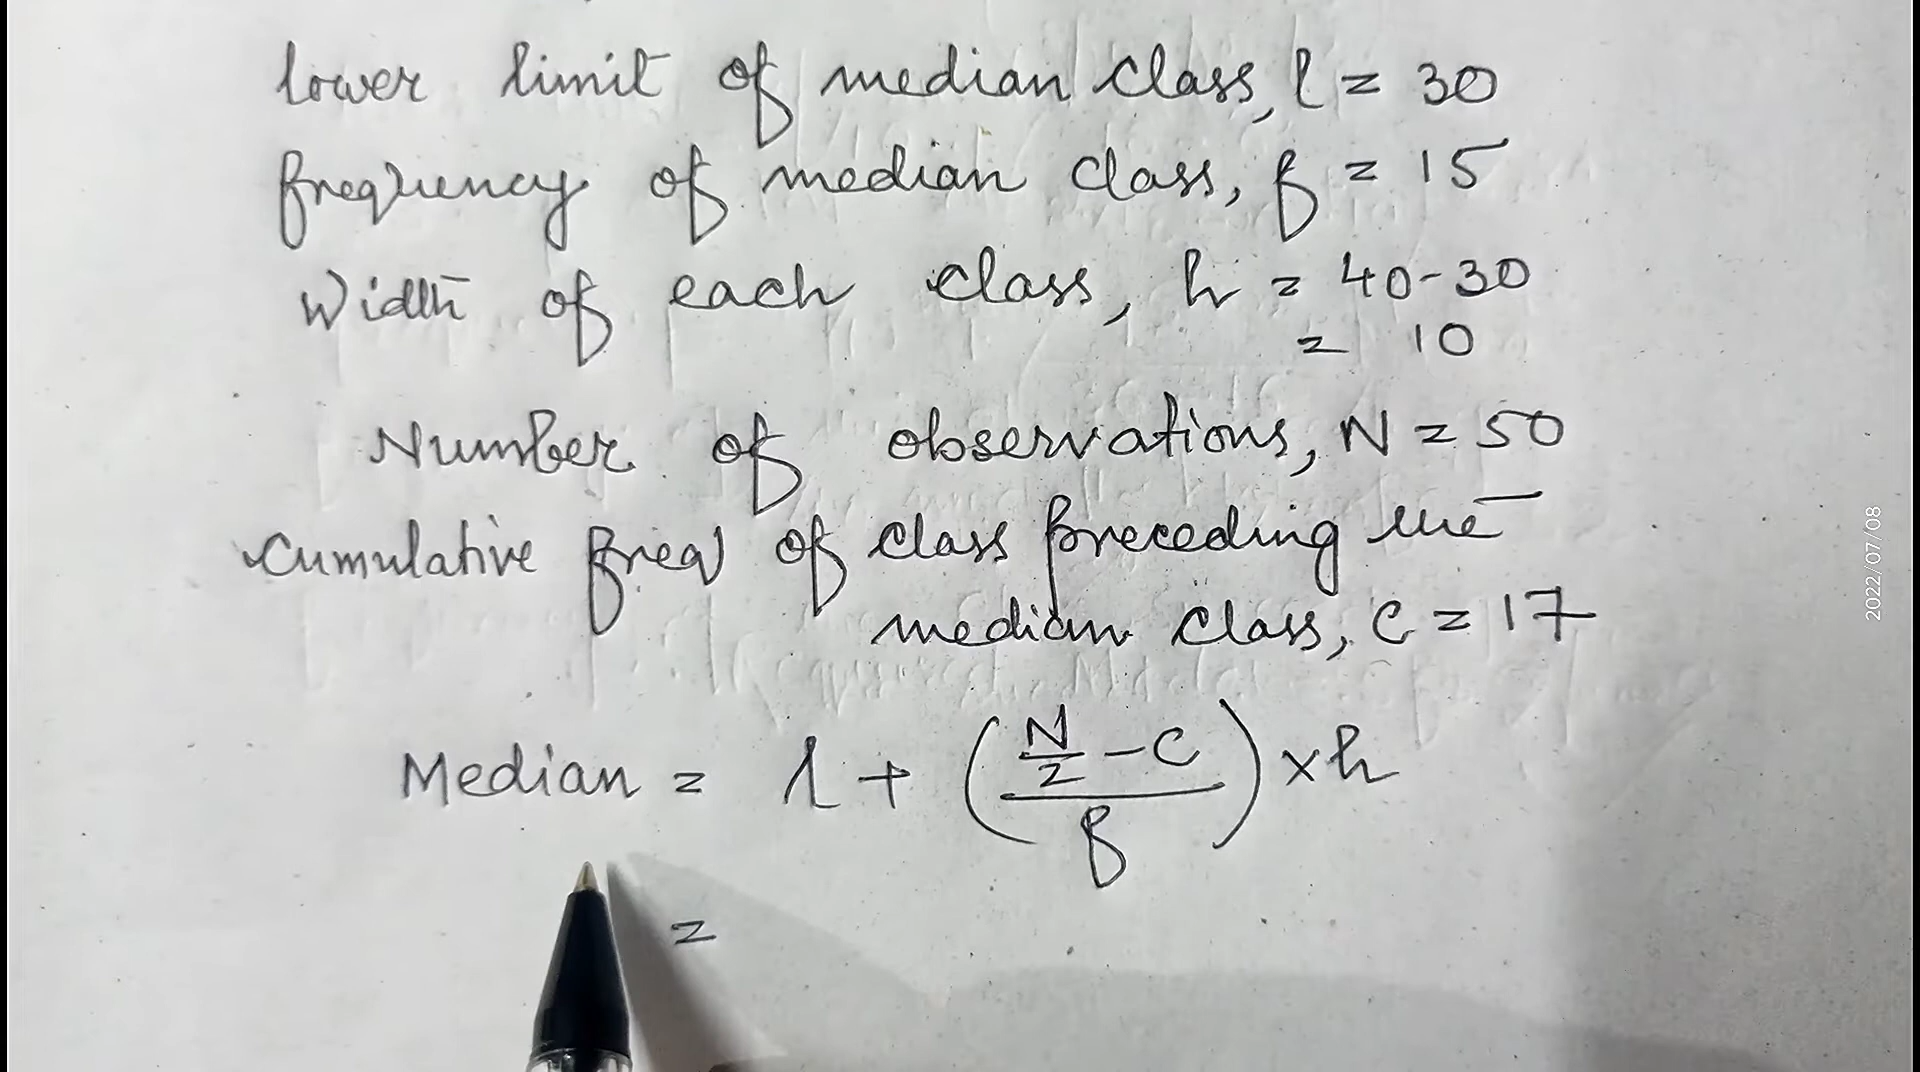 lower limit of median class, l = 30
frequency of median class, f = 15
Width of each class, h = 40-30
= 10
Number of observations, N = 50
Cumulative freq of class preceding the
median class, C = 17
Median = l + ( (N/2 - C) / f ) × h
=
2022/07/08